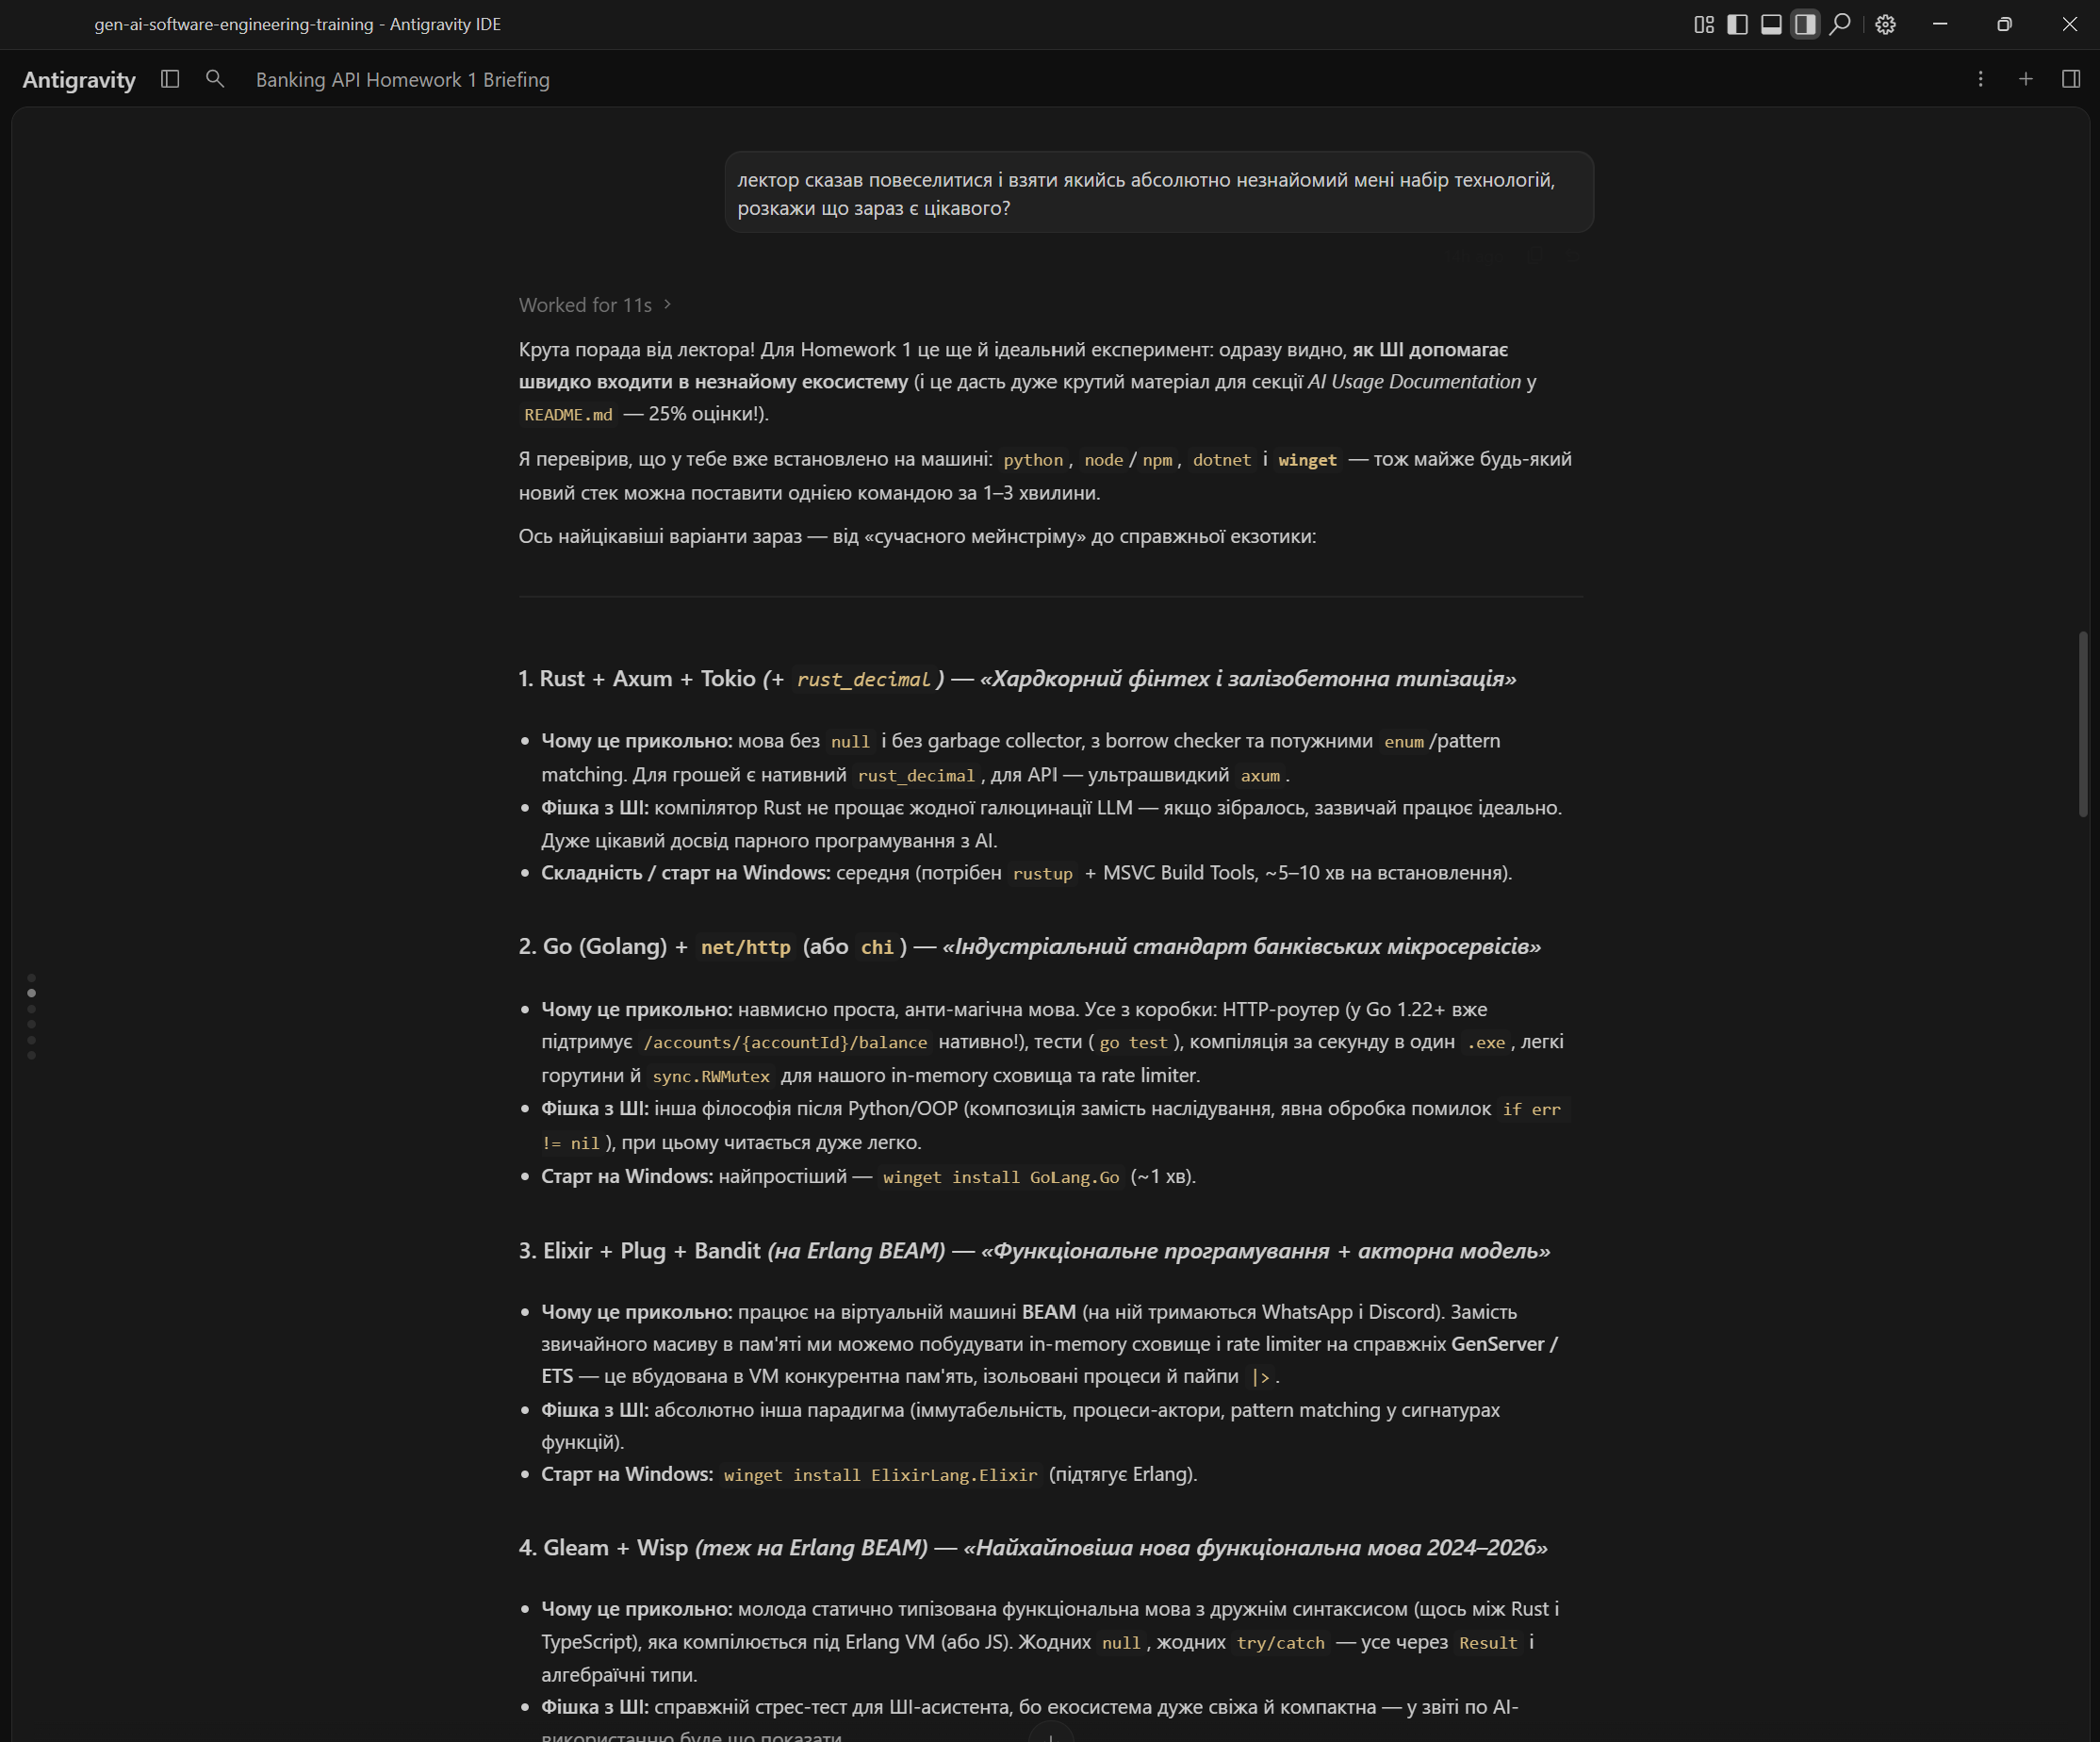 gen-ai-software-engineering-training - Antigravity IDE
Antigravity
Banking API Homework 1 Briefing
лектор сказав повеселитися і взяти якийсь абсолютно незнайомий мені набір технологій,
розкажи що зараз є цікавого?
Worked for 11s >
Крута порада від лектора! Для Homework 1 це ще й ідеальний експеримент: одразу видно, як ШІ допомагає
швидко входити в незнайому екосистему (і це дасть дуже крутий матеріал для секції AI Usage Documentation у
README.md — 25% оцінки!).
Я перевірив, що у тебе вже встановлено на машині: python, node / npm, dotnet і winget — тож майже будь-який
новий стек можна поставити однією командою за 1–3 хвилини.
Ось найцікавіші варіанти зараз — від «сучасного мейнстріму» до справжньої екзотики:
1. Rust + Axum + Tokio (+ rust_decimal) — «Хардкорний фінтех і залізобетонна типізація»
• Чому це прикольно: мова без null і без garbage collector, з borrow checker та потужними enum/pattern
matching. Для грошей є нативний rust_decimal, для API — ультрашвидкий axum.
• Фішка з ШІ: компілятор Rust не прощає жодної галюцинації LLM — якщо зібралось, зазвичай працює ідеально.
Дуже цікавий досвід парного програмування з AI.
• Складність / старт на Windows: середня (потрібен rustup + MSVC Build Tools, ~5–10 хв на встановлення).
2. Go (Golang) + net/http (або chi) — «Індустріальний стандарт банківських мікросервісів»
• Чому це прикольно: навмисно проста, анти-магічна мова. Усе з коробки: HTTP-роутер (у Go 1.22+ вже
підтримує /accounts/{accountId}/balance нативно!), тести (go test), компіляція за секунду в один .exe, легкі
горутини й sync.RWMutex для нашого in-memory сховища та rate limiter.
• Фішка з ШІ: інша філософія після Python/OOP (композиція замість наслідування, явна обробка помилок if err
!= nil), при цьому читається дуже легко.
• Старт на Windows: найпростіший — winget install GoLang.Go (~1 хв).
3. Elixir + Plug + Bandit (на Erlang BEAM) — «Функціональне програмування + акторна модель»
• Чому це прикольно: працює на віртуальній машині BEAM (на ній тримаються WhatsApp і Discord). Замість
звичайного масиву в пам'яті ми можемо побудувати in-memory сховище і rate limiter на справжніх GenServer /
ETS — це вбудована в VM конкурентна пам'ять, ізольовані процеси й пайпи |>.
• Фішка з ШІ: абсолютно інша парадигма (іммутабельність, процеси-актори, pattern matching у сигнатурах
функцій).
• Старт на Windows: winget install ElixirLang.Elixir (підтягує Erlang).
4. Gleam + Wisp (теж на Erlang BEAM) — «Найхайповіша нова функціональна мова 2024–2026»
• Чому це прикольно: молода статично типізована функціональна мова з дружнім синтаксисом (щось між Rust і
TypeScript), яка компілюється під Erlang VM (або JS). Жодних null, жодних try/catch — усе через Result і
алгебраїчні типи.
• Фішка з ШІ: справжній стрес-тест для ШІ-асистента, бо екосистема дуже свіжа й компактна — у звіті по AI-
використанню буде що показати.